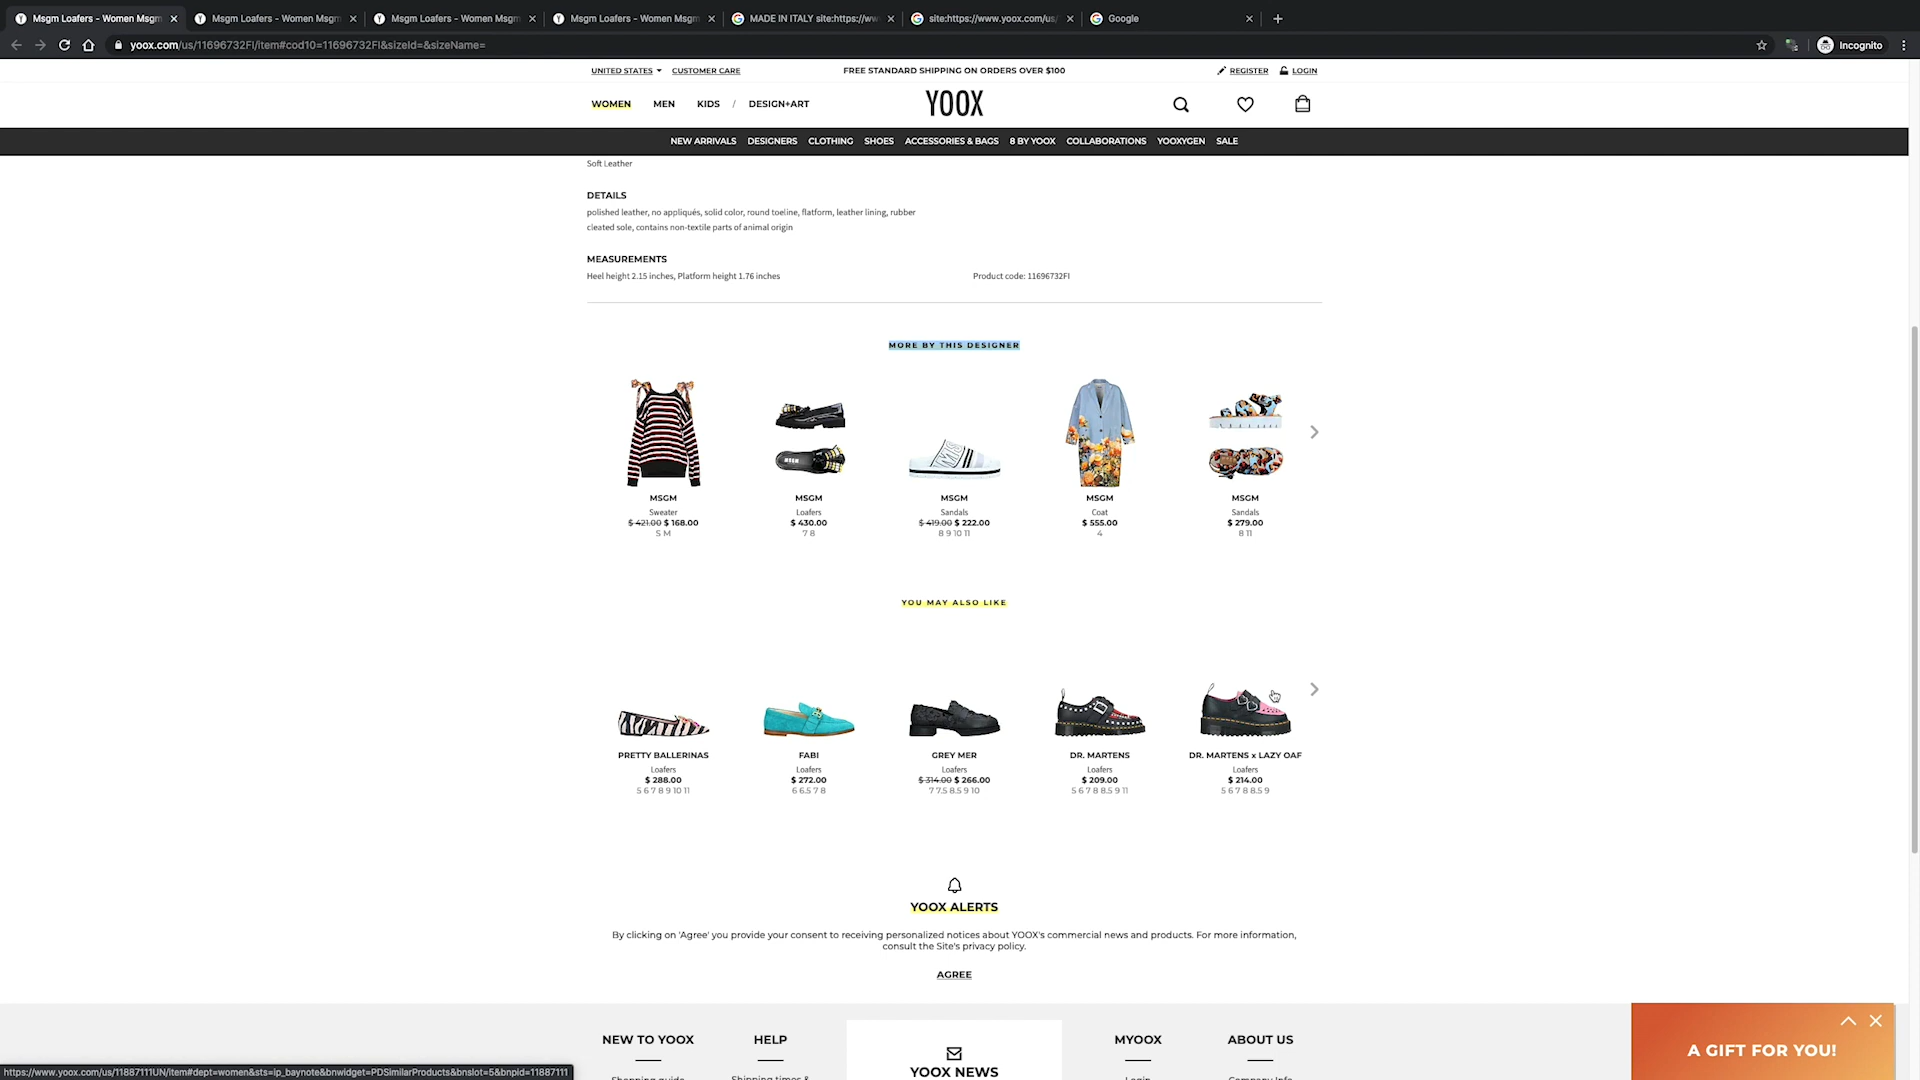 Msgm Loafers - Women Msgm
Msgm Loafers - Women Msgm
Msgm Loafers - Women Msgm
Msgm Loafers - Women Msgm
MADE IN ITALY site:https://ww
site:https://www.yoox.com/us/
Google
yoox.com/us/11696732FI/item#cod10=11696732FI&sizeId=&sizeName=
Incognito
UNITED STATES
CUSTOMER CARE
FREE STANDARD SHIPPING ON ORDERS OVER $100
REGISTER
LOGIN
WOMEN MEN KIDS / DESIGN+ART
YOOX
NEW ARRIVALS DESIGNERS CLOTHING SHOES ACCESSORIES & BAGS 8 BY YOOX COLLABORATIONS YOOXYGEN SALE
Soft Leather
DETAILS
polished leather, no appliqués, solid color, round toeline, flatform, leather lining, rubber
cleated sole, contains non-textile parts of animal origin
MEASUREMENTS
Heel height 2.15 inches, Platform height 1.76 inches
Product code: 11696732FI
MORE BY THIS DESIGNER
MSGM
Sweater
$ 421.00 $ 168.00
S M
MSGM
Loafers
$ 430.00
7 8
MSGM
Sandals
$ 419.00 $ 222.00
8 9 10 11
MSGM
Coat
$ 555.00
4
MSGM
Sandals
$ 279.00
8 11
YOU MAY ALSO LIKE
PRETTY BALLERINAS
Loafers
$ 288.00
5 6 7 8 9 10 11
FABI
Loafers
$ 272.00
6 6.5 7 8
GREY MER
Loafers
$ 314.00 $ 266.00
7 7.5 8.5 9 10
DR. MARTENS
Loafers
$ 209.00
5 6 7 8 8.5 9 11
DR. MARTENS x LAZY OAF
Loafers
$ 214.00
5 6 7 8 8.5 9
YOOX ALERTS
By clicking on 'Agree' you provide your consent to receiving personalized notices about YOOX's commercial news and products. For more information,
consult the Site's privacy policy.
AGREE
NEW TO YOOX
HELP
YOOX NEWS
MYOOX
ABOUT US
Shopping guide
Shipping times &
Login
Company Info
A GIFT FOR YOU!
https://www.yoox.com/us/11887111UN/item#dept=women&sts=ip_baynote&bnwidget=PDSimilarProducts&bnslot=5&bnpid=11887111